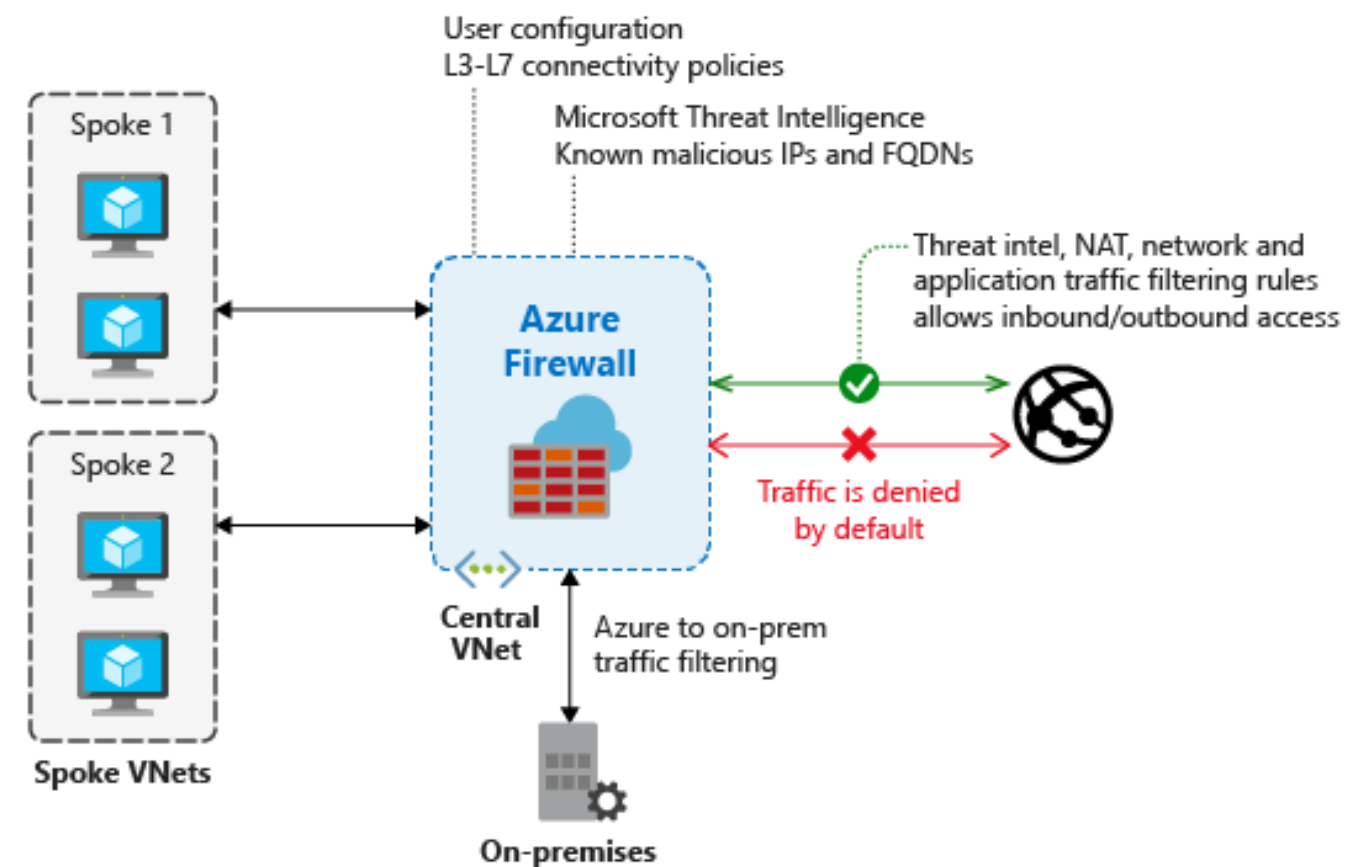 User configuration
L3-L7 connectivity policies
Microsoft Threat Intelligence
Known malicious IPs and FQDNs
Spoke 1
Threat intel, NAT, network and
application traffic filtering rules
allows inbound/outbound access
Azure
Firewall
Spoke 2
Traffic is denied
by default
Central
VNet
Azure to on-prem
traffic filtering
Spoke VNets
On-premises